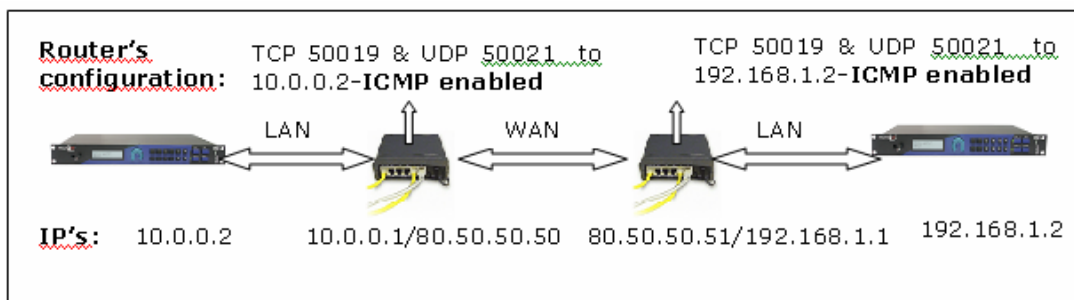 Router's configuration:
TCP 50019 & UDP 50021 to
10.0.0.2-ICMP enabled
TCP 50019 & UDP 50021 to
192.168.1.2-ICMP enabled
LAN
WAN
LAN
IP's:
10.0.0.2
10.0.0.1/80.50.50.50
80.50.50.51/192.168.1.1
192.168.1.2